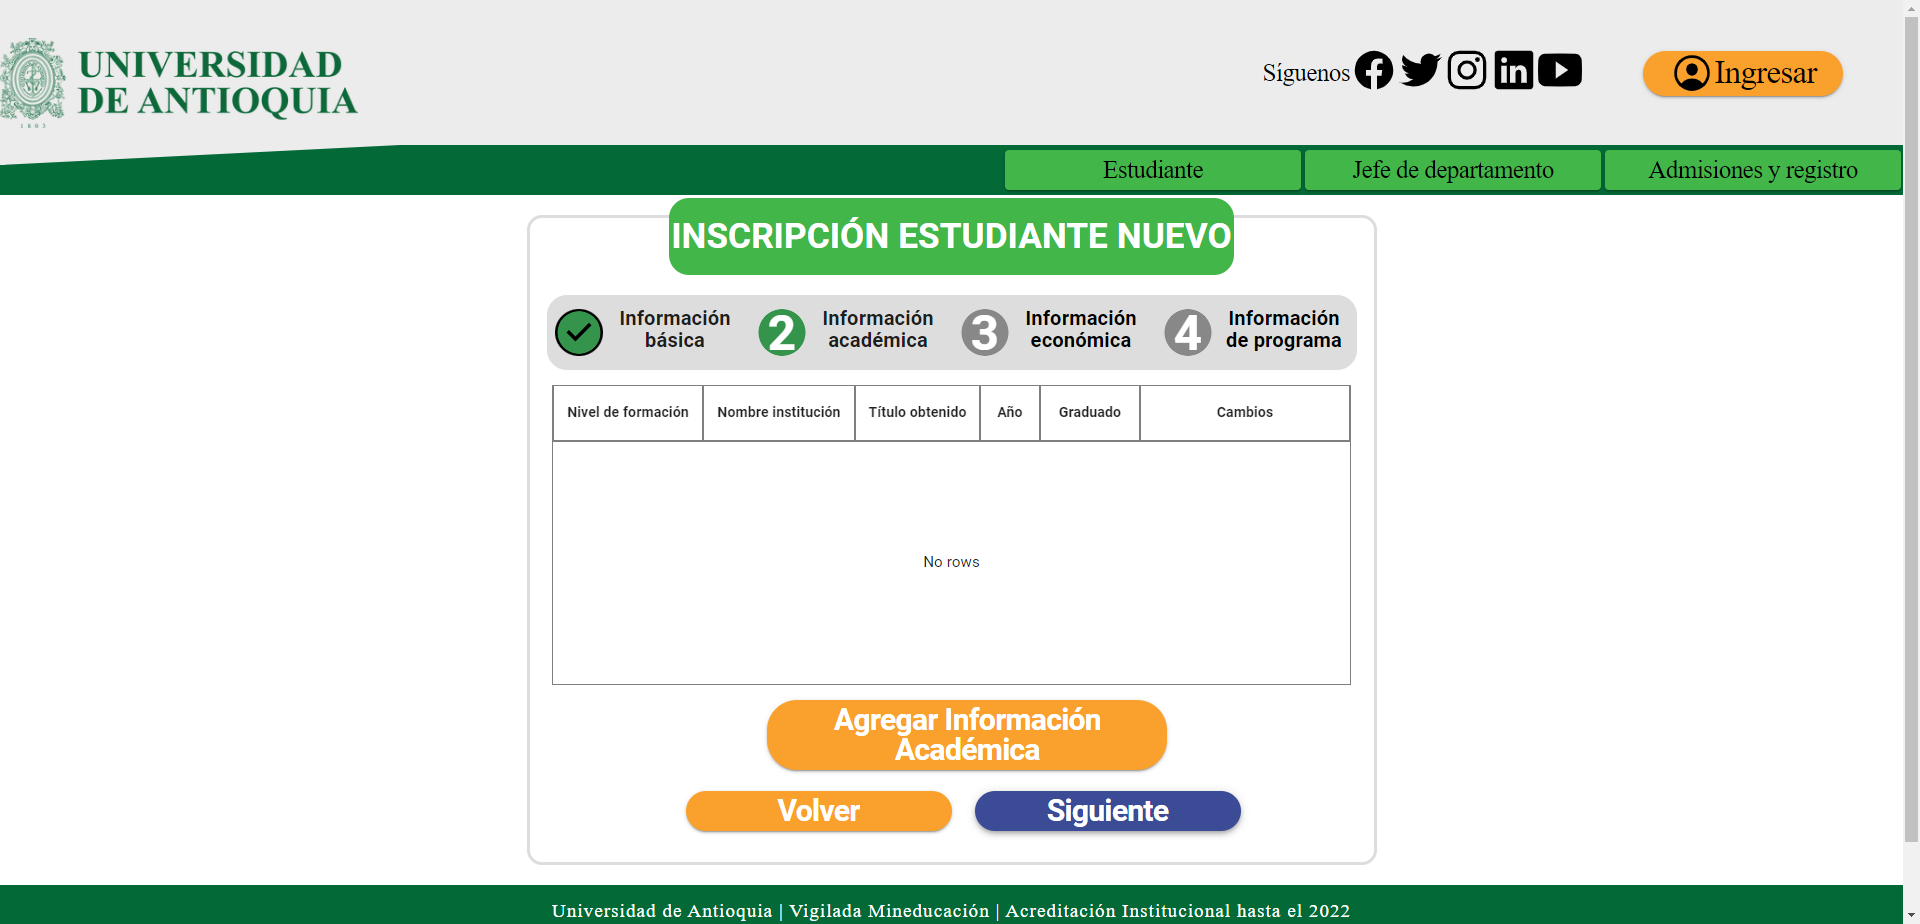 UNIVERSIDAD
DE ANTIOQUIA
1803
Síguenos
Ingresar
Estudiante
Jefe de departamento
Admisiones y registro
INSCRIPCIÓN ESTUDIANTE NUEVO
Información
básica
2
Información
académica
3
Información
económica
4
Información
de programa
Nivel de formación
Nombre institución
Título obtenido
Año
Graduado
Cambios
No rows
Agregar Información
Académica
Volver
Siguiente
Universidad de Antioquia | Vigilada Mineducación | Acreditación Institucional hasta el 2022